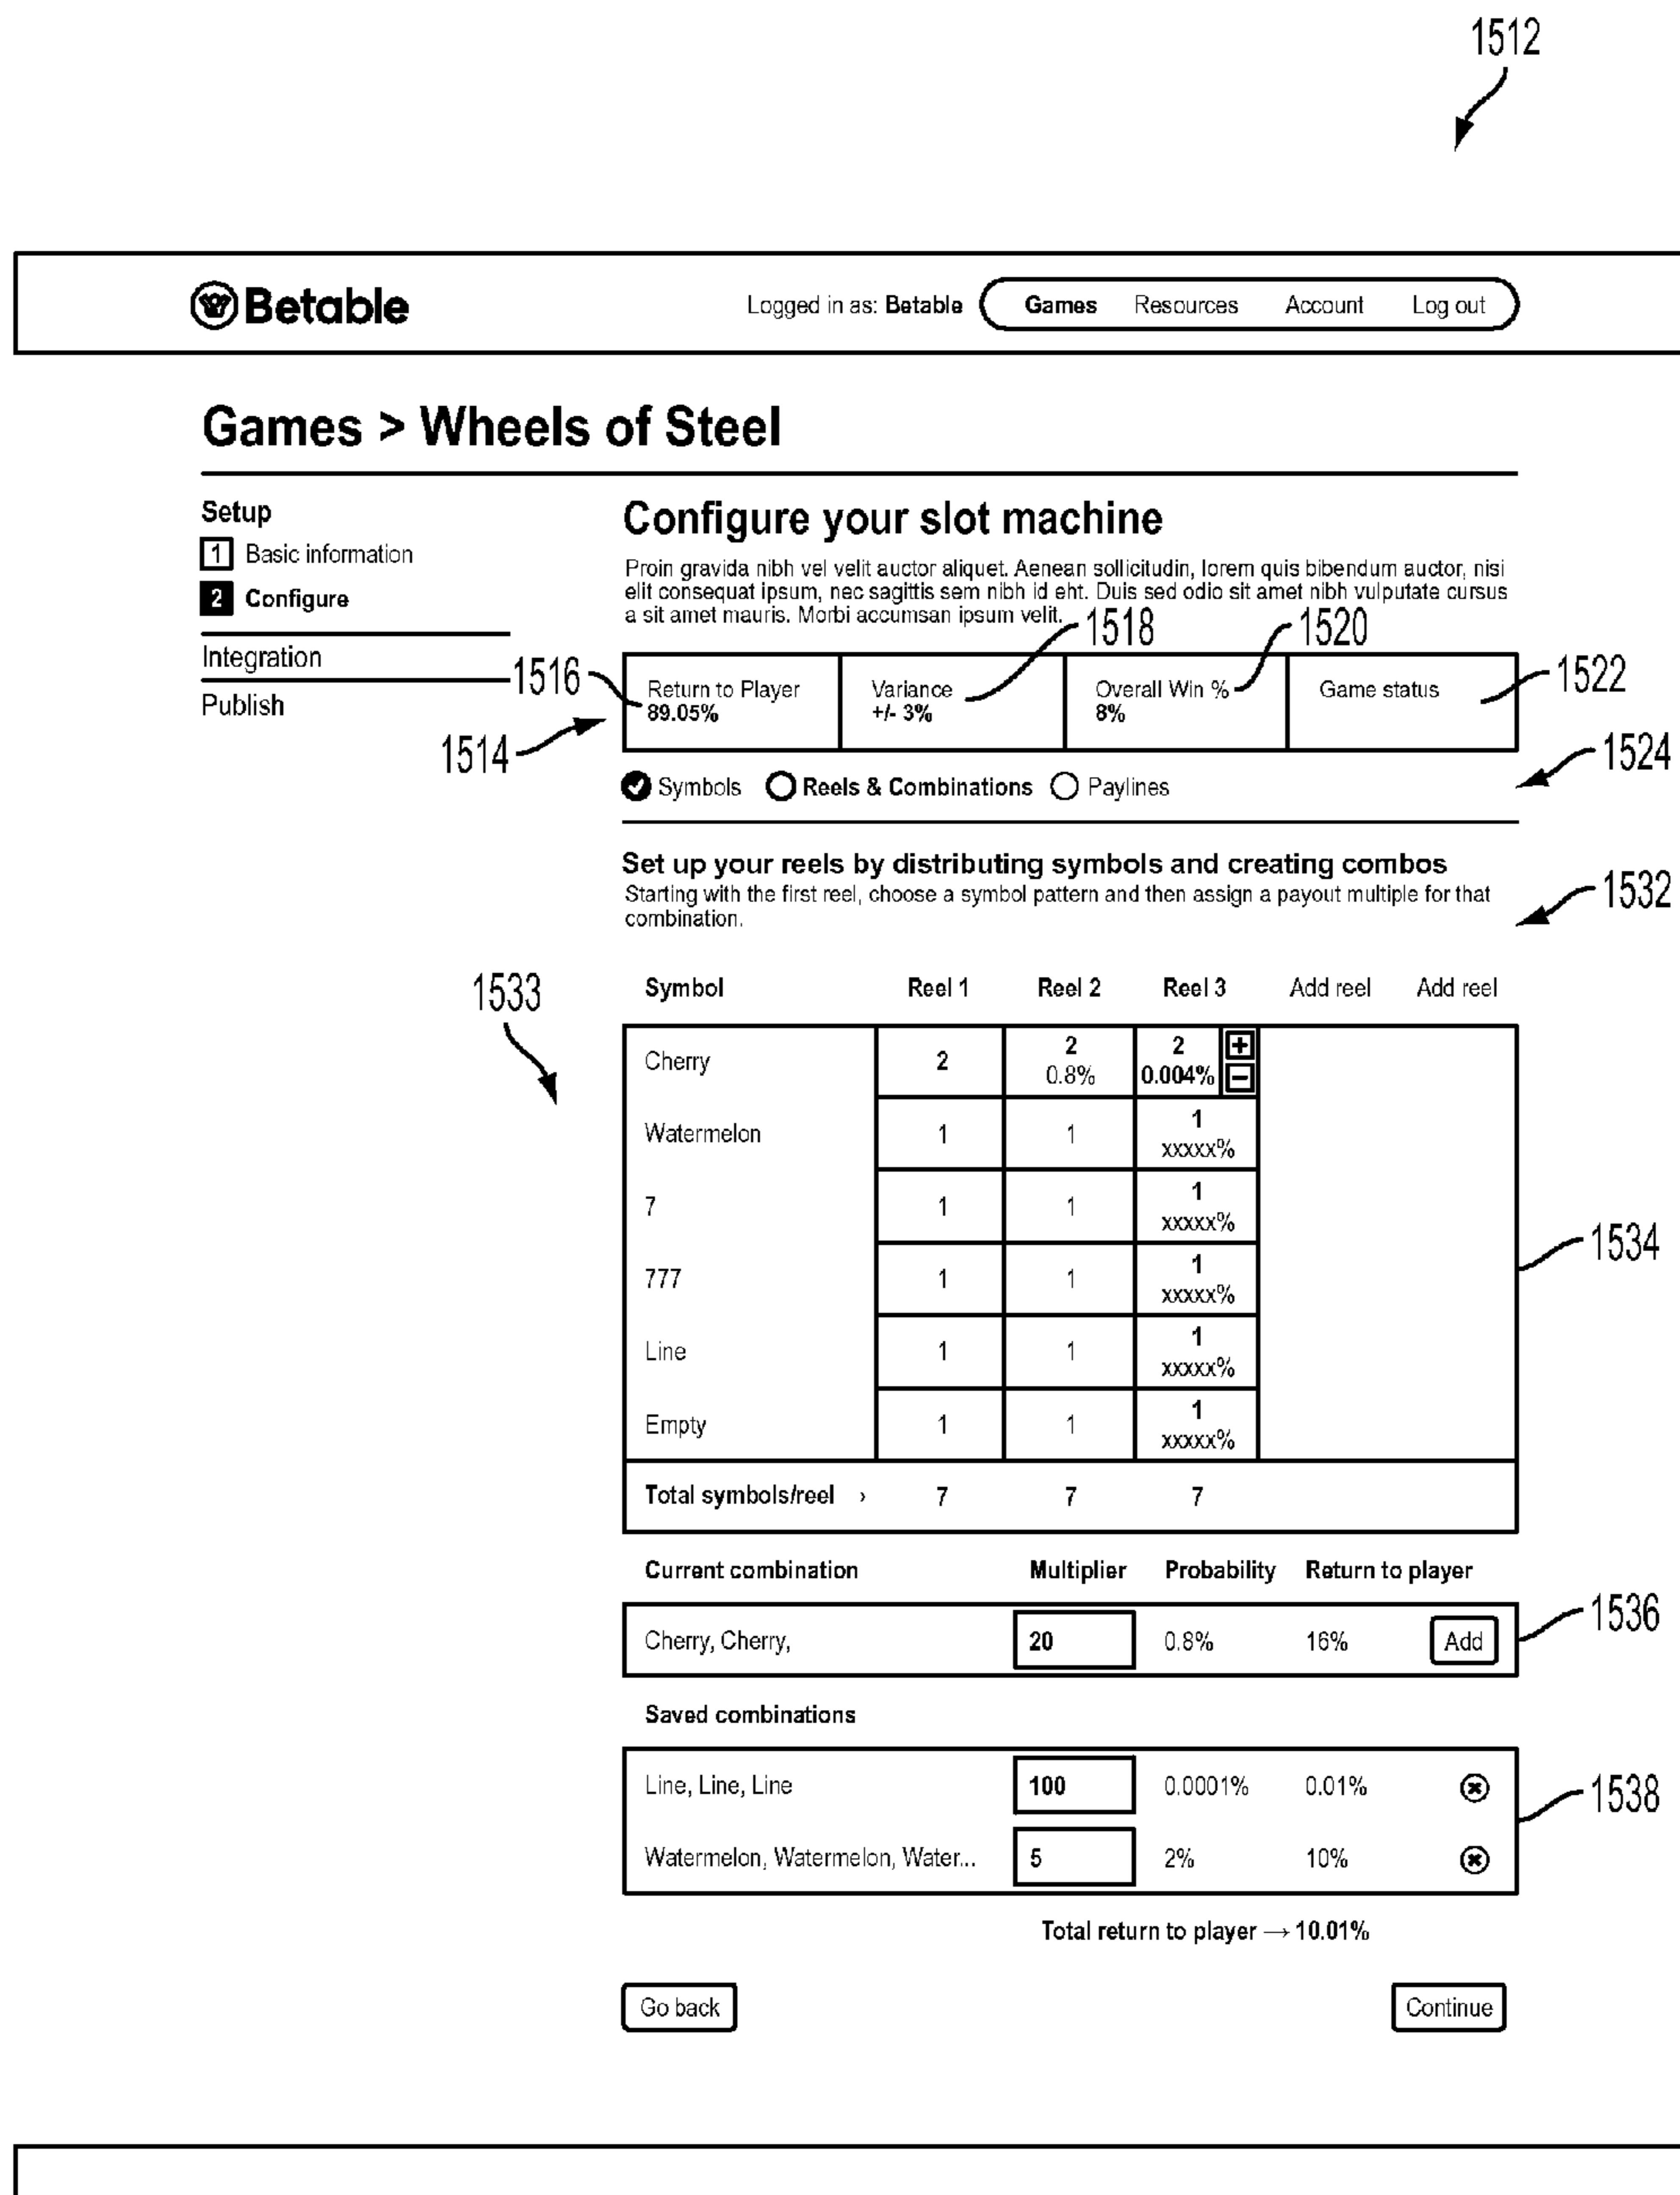 1512
Betable
Logged in as: Betable Games Resources Account Log out
Games > Wheels of Steel
Setup
1 Basic information
2 Configure
Integration
Publish
Configure your slot machine
Proin gravida nibh vel velit auctor aliquet. Aenean sollicitudin, lorem quis bibendum auctor, nisi
elit consequat ipsum, nec sagittis sem nibh id eht. Duis sed odio sit amet nibh vulputate cursus
a sit amet mauris. Morbi accumsan ipsum velit.
1518 1520
1516 1522
Return to Player Variance Overall Win % Game status
89.05% +/- 3% 8%
1514 1524
Symbols Reels & Combinations Paylines
Set up your reels by distributing symbols and creating combos
Starting with the first reel, choose a symbol pattern and then assign a payout multiple for that
combination.
1532
1533
Symbol Reel 1 Reel 2 Reel 3 Add reel Add reel
Cherry 2 2 2 +
0.8% 0.004% −
Watermelon 1 1 1
xxxxx%
7 1 1 1
xxxxx%
1534
777 1 1 1
xxxxx%
Line 1 1 1
xxxxx%
Empty 1 1 1
xxxxx%
Total symbols/reel › 7 7 7
Current combination Multiplier Probability Return to player
Cherry, Cherry, 20 0.8% 16% Add
1536
Saved combinations
Line, Line, Line 100 0.0001% 0.01%
1538
Watermelon, Watermelon, Water... 5 2% 10%
Total return to player → 10.01%
Go back Continue